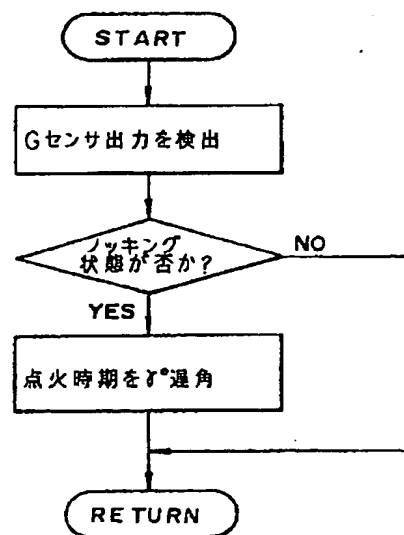 START
Gセンサ出力を検出
ノッキング
状態か否か?
NO
YES
点火時期をγ°遅角
RETURN